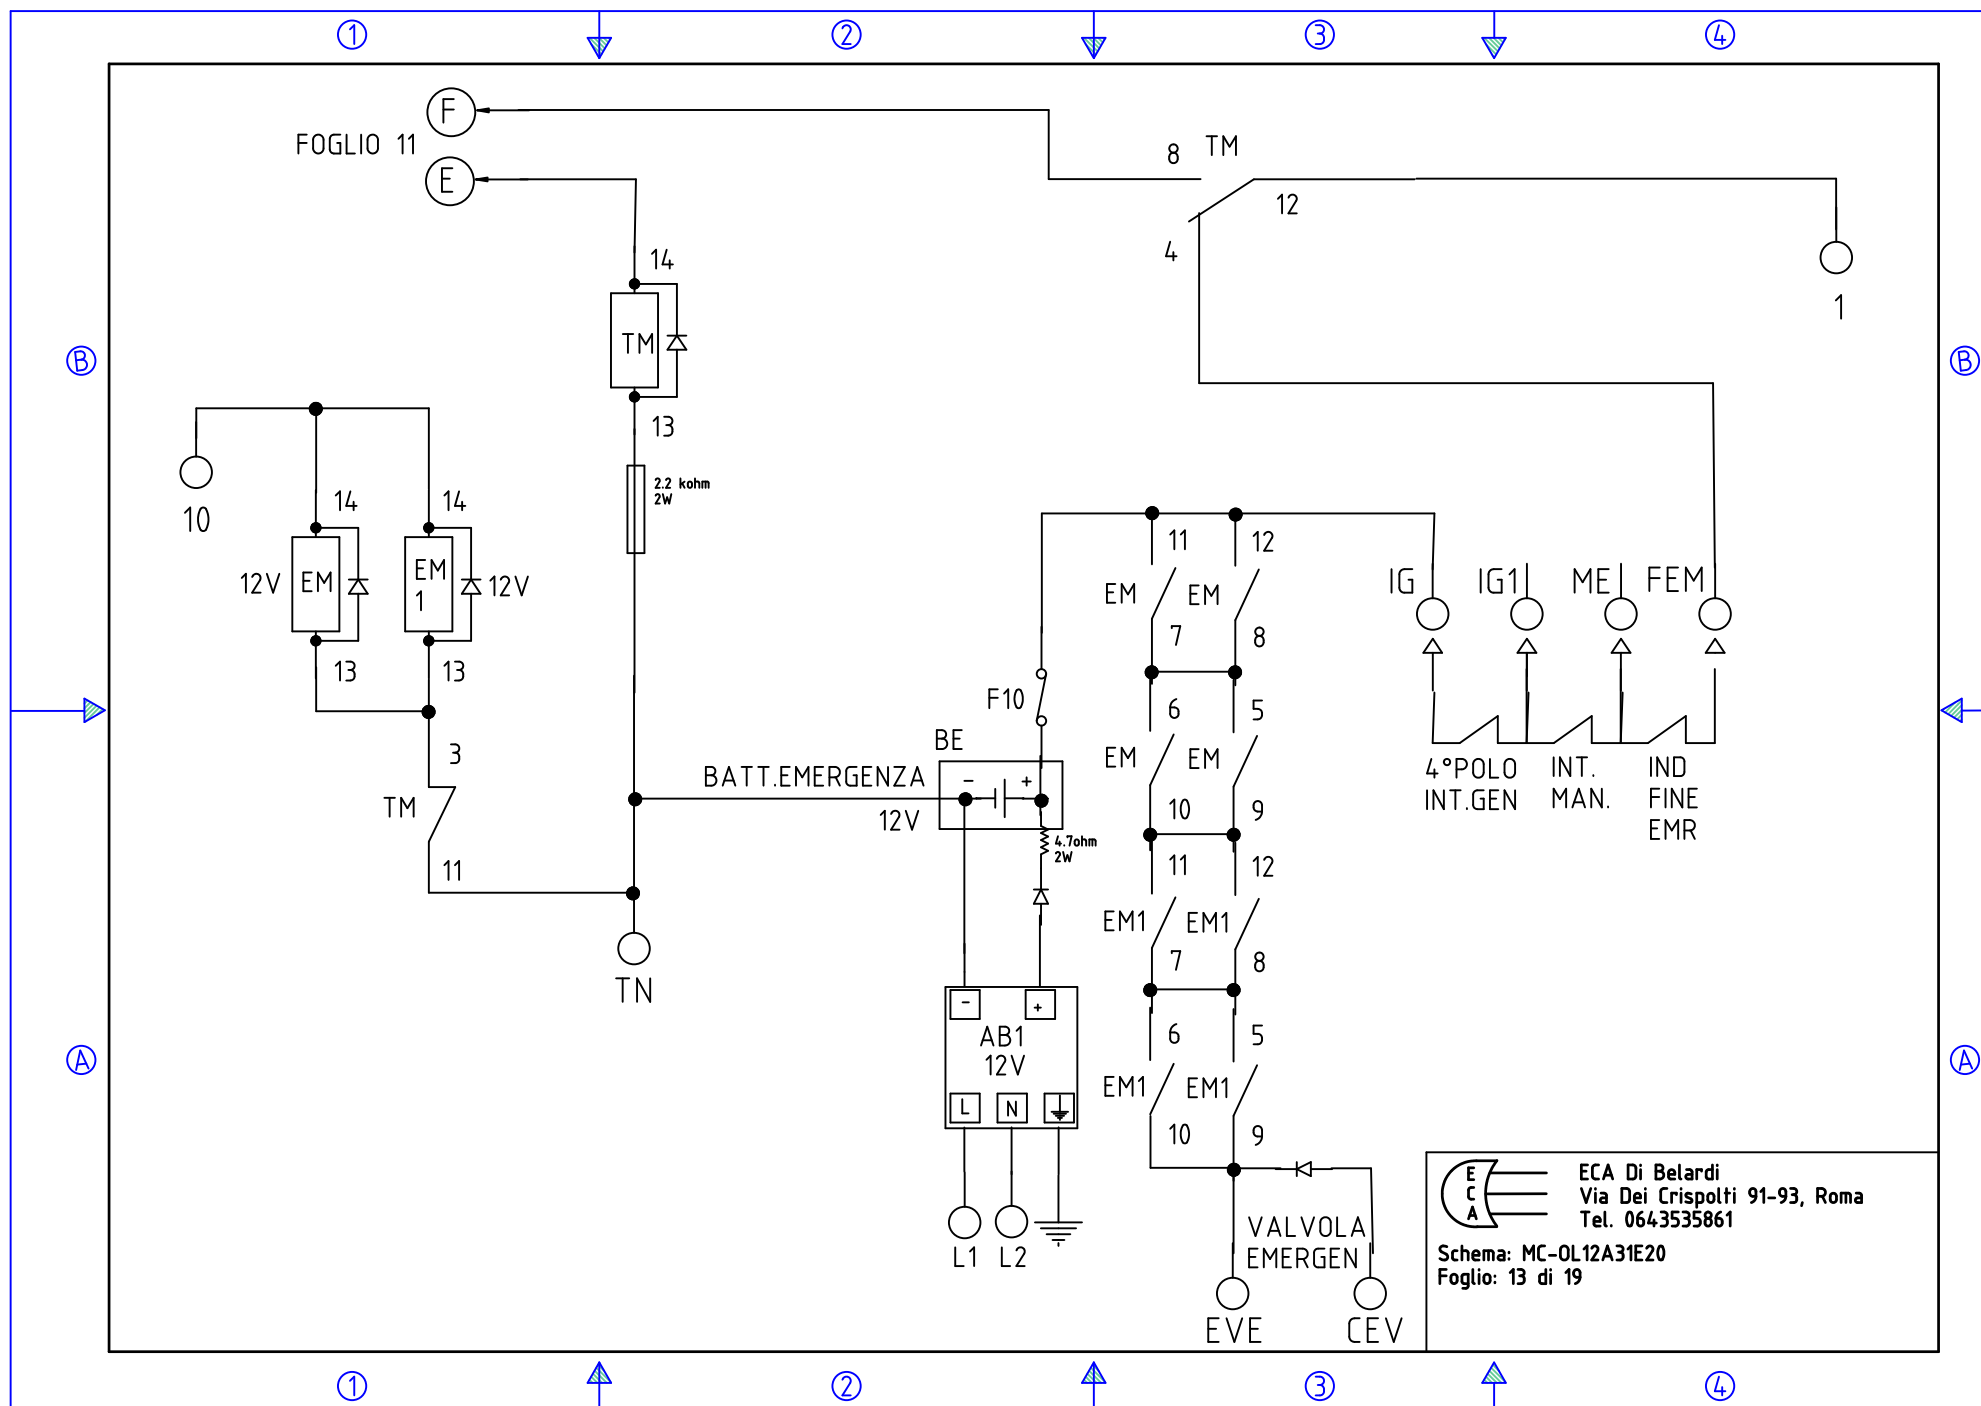 1
2
3
4
F
FOGLIO 11
E
8
TM
12
4
1
14
TM
13
2.2 kohm
2W
B
B
10
14
14
12V
EM
EM
1
12V
13
13
3
TM
11
TN
BATT.EMERGENZA
12V
BE
-
+
F10
4.7ohm
2W
-
+
AB1
12V
L
N
L1
L2
11
12
EM
EM
7
8
6
5
EM
EM
10
9
11
12
EM1
EM1
7
8
6
5
EM1
EM1
10
9
VALVOLA
EMERGEN
EVE
CEV
IG
IG1
ME
FEM
4°POLO
INT.GEN
INT.
MAN.
IND
FINE
EMR
A
A
E
C
A
ECA Di Belardi
Via Dei Crispolti 91-93, Roma
Tel. 0643535861
Schema: MC-OL12A31E20
Foglio: 13 di 19
1
2
3
4